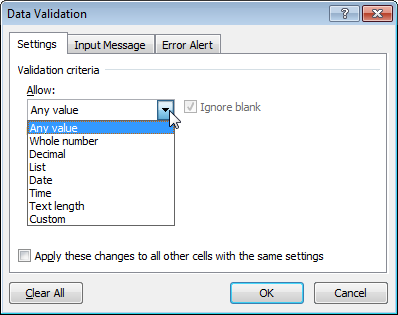 Data Validation
Settings Input Message Error Alert
Validation criteria
Allow:
Any value Ignore blank
Any value
Whole number
Decimal
List
Date
Time
Text length
Custom
Apply these changes to all other cells with the same settings
Clear All OK Cancel